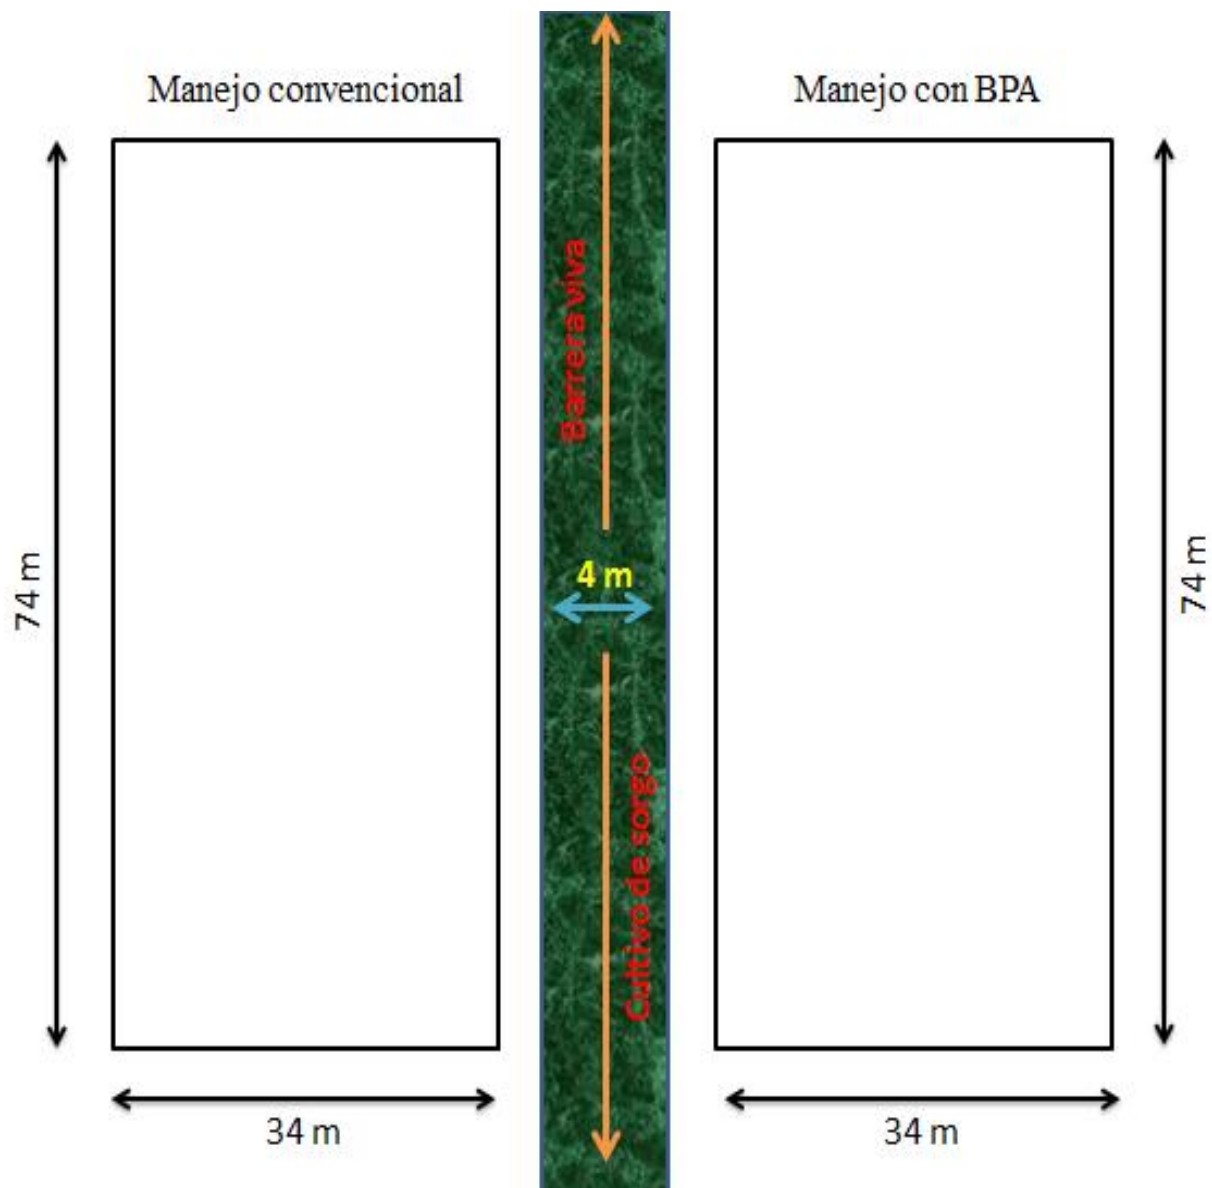 Manejo convencional
Manejo con BPA
Barrera viva
4 m
74 m
74 m
Cultivo de sorgo
34 m
34 m